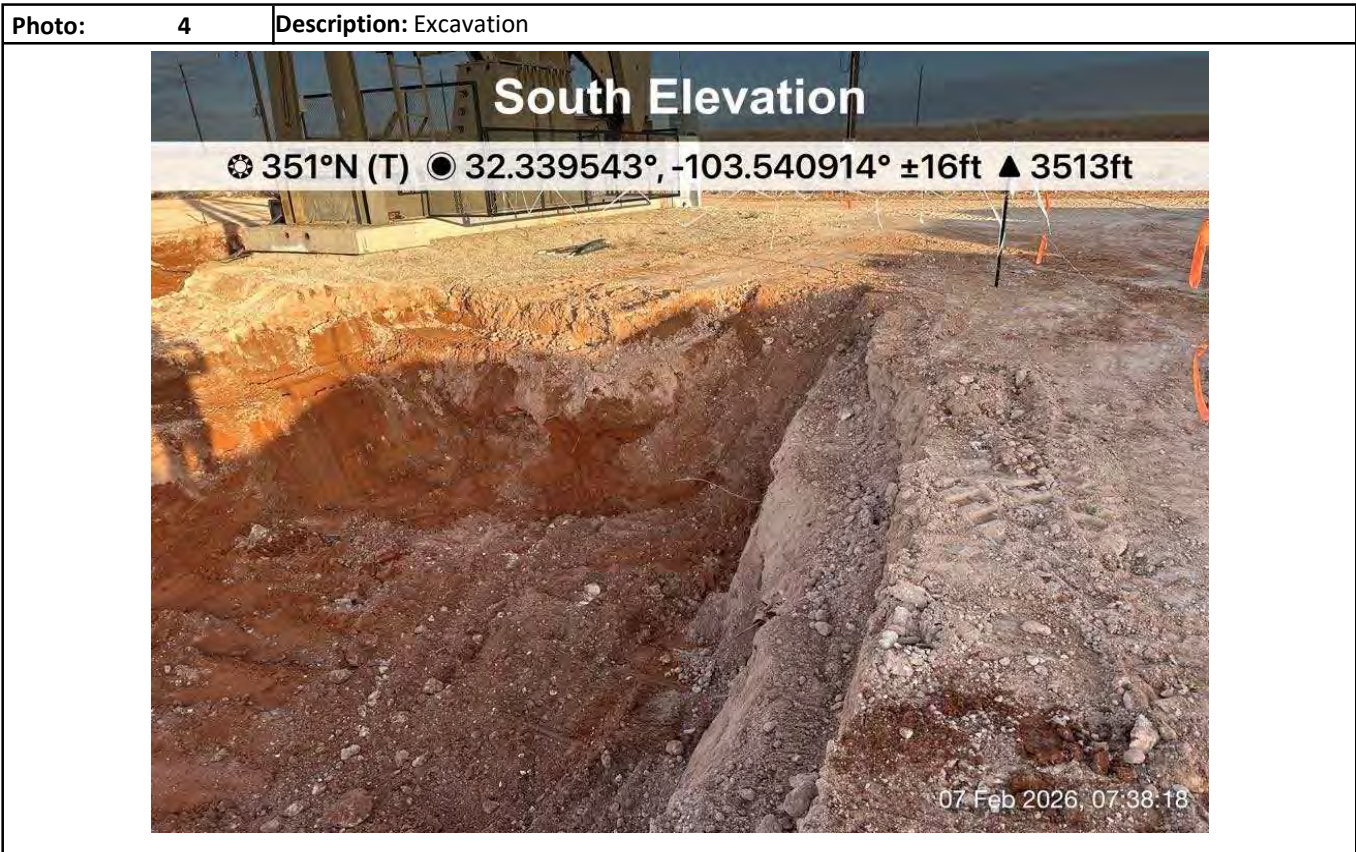 Photo: 4 Description: Excavation
South Elevation
351°N (T) 32.339543°, -103.540914° ±16ft ▲ 3513ft
07 Feb 2026, 07:38:18